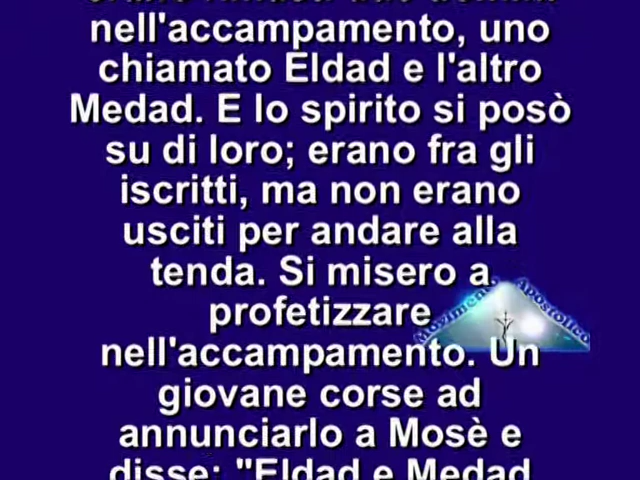 nell'accampamento, uno
chiamato Eldad e l'altro
Medad. E lo spirito si posò
su di loro; erano fra gli
iscritti, ma non erano
usciti per andare alla
tenda. Si misero a
profetizzare
nell'accampamento. Un
giovane corse ad
annunciarlo a Mosè e
disse: "Eldad e Medad
Movimento Apostolico